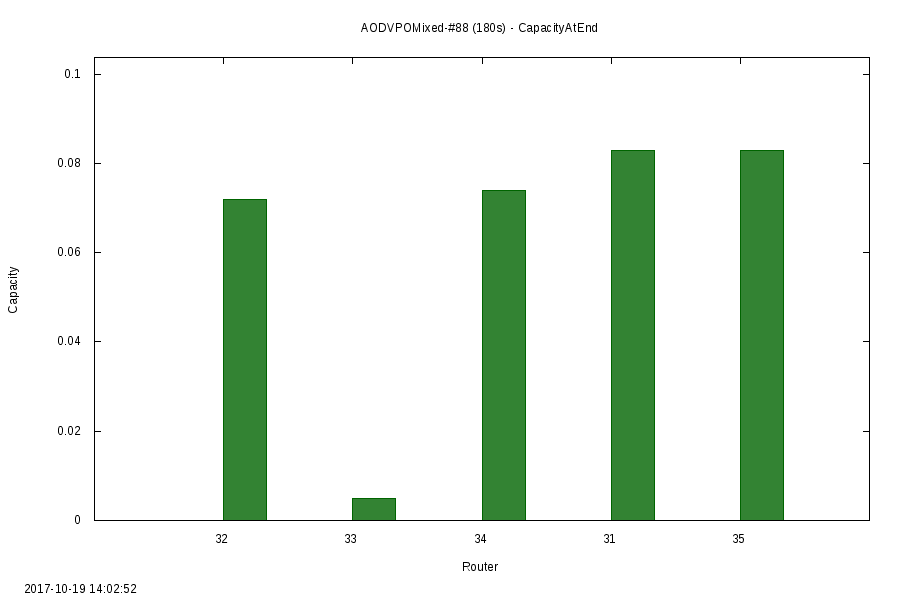 AODVPOMixed-#88 (180s) - CapacityAtEnd
0.1
0.08
0.06
0.04
0.02
0
Capacity
32 33 34 31 35
Router
2017-10-19 14:02:52